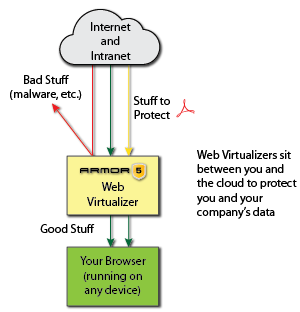 Internet
and
Intranet
Bad Stuff
(malware, etc.)
Stuff to
Protect
ARMOR 5
Web
Virtualizer
Web Virtualizers sit
between you and
the cloud to protect
you and your
company's data
Good Stuff
Your Browser
(running on
any device)